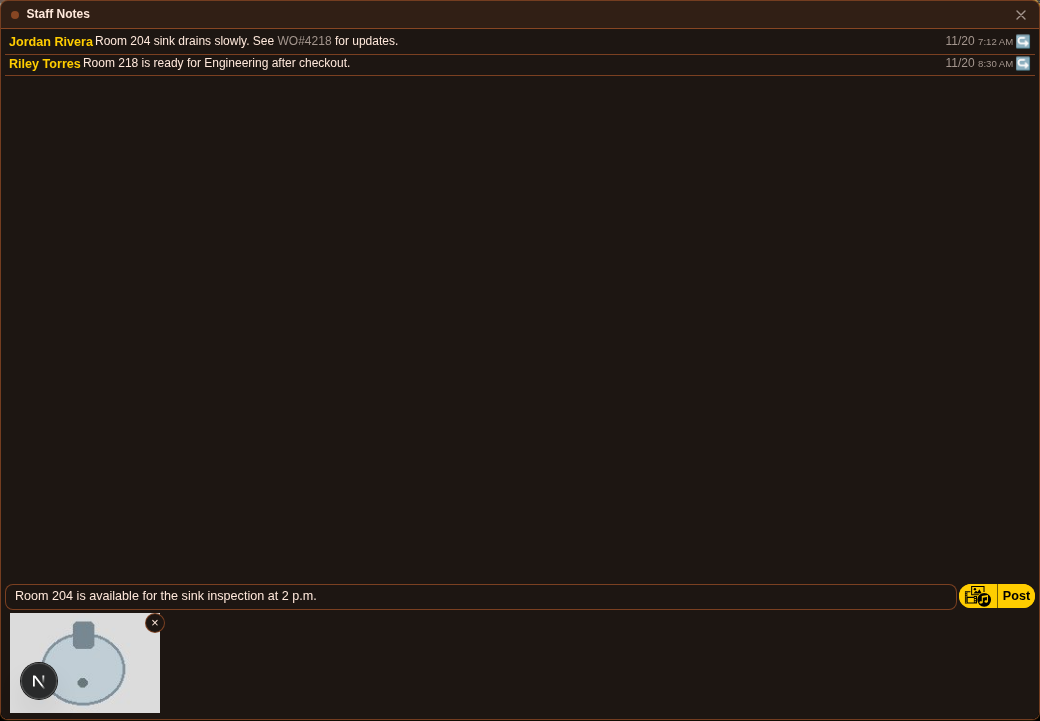 Staff Notes
Jordan Rivera Room 204 sink drains slowly. See WO#4218 for updates. 11/20 7:12 AM
Riley Torres Room 218 is ready for Engineering after checkout. 11/20 8:30 AM
Room 204 is available for the sink inspection at 2 p.m. Post
N